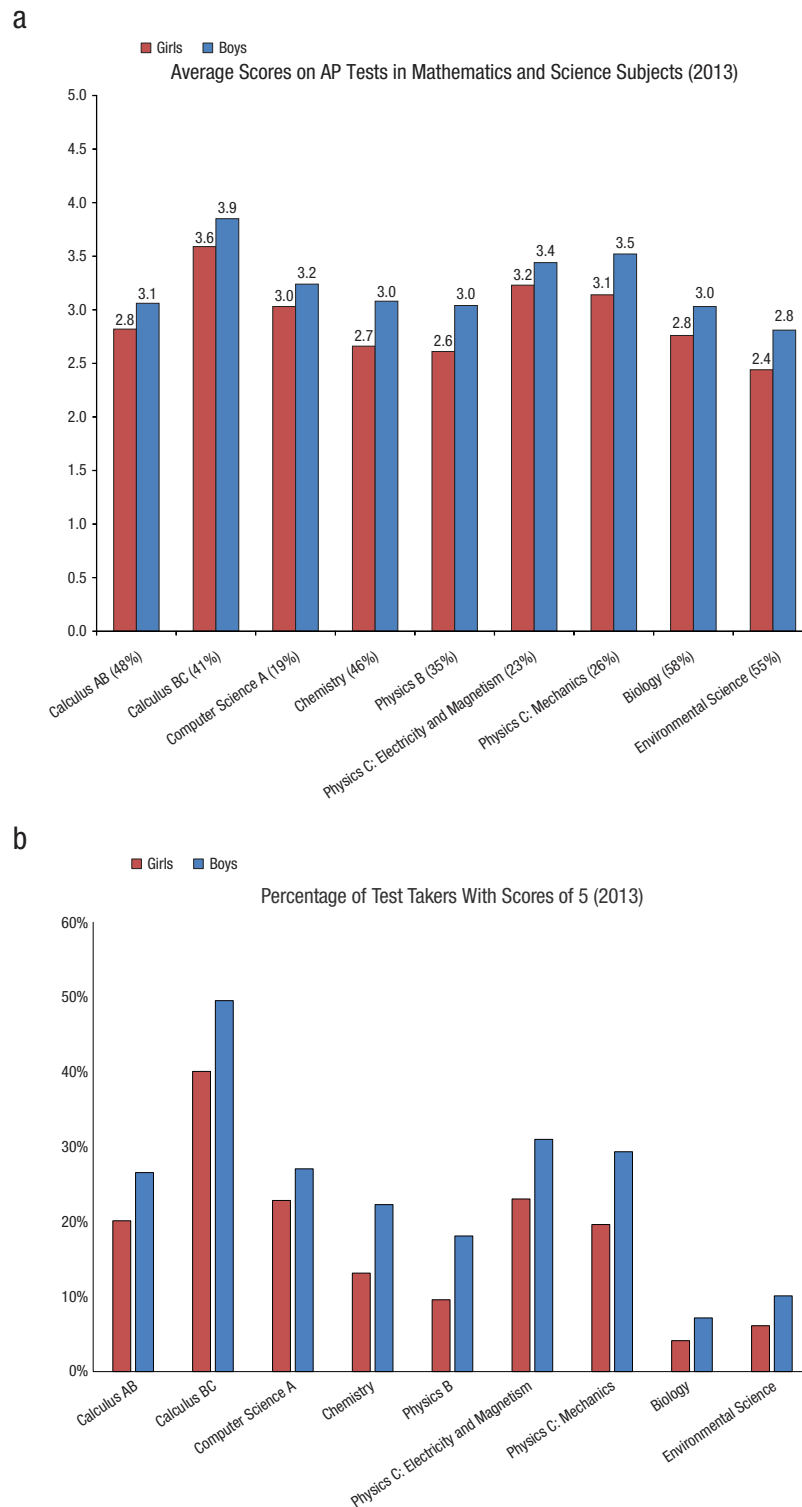 a
Girls Boys
Average Scores on AP Tests in Mathematics and Science Subjects (2013)
5.0
4.5
4.0
3.5
3.0
2.5
2.0
1.5
1.0
0.5
0.0
2.8 3.1
3.6 3.9
3.0 3.2
2.7 3.0
2.6 3.0
3.2 3.4
3.1 3.5
2.8 3.0
2.4 2.8
Calculus AB (48%)
Calculus BC (41%)
Computer Science A (19%)
Chemistry (46%)
Physics B (35%)
Physics C: Electricity and Magnetism (23%)
Physics C: Mechanics (26%)
Biology (58%)
Environmental Science (55%)
b
Girls Boys
Percentage of Test Takers With Scores of 5 (2013)
60%
50%
40%
30%
20%
10%
0%
Calculus AB
Calculus BC
Computer Science A
Chemistry
Physics B
Physics C: Electricity and Magnetism
Physics C: Mechanics
Biology
Environmental Science